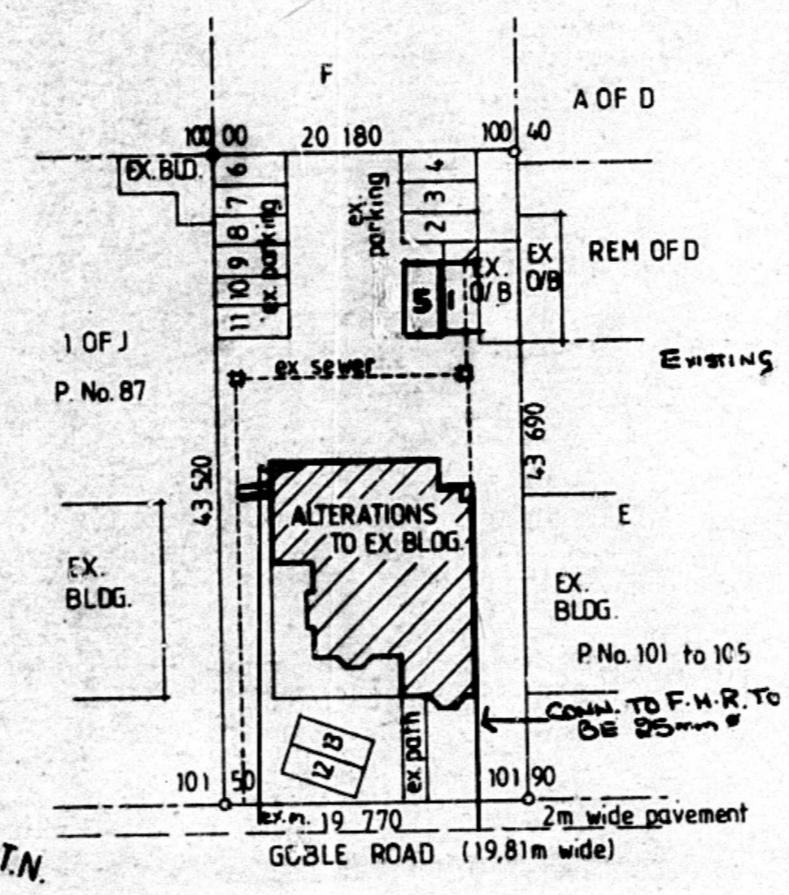 F
A OF D
100 00 20 180 100 40
EX. BLD.
6
7
8
9
10
11
ex. parking
ex. parking
4
3
2
5
1
EX. O/B
EX O/B
REM OF D
1 OF J
P. No. 87
EXISTING
ex sewer
43 520
43 690
ALTERATIONS
TO EX BLDG.
E
EX.
BLDG.
EX.
BLDG.
P.No. 101 to 105
CONN. TO F.H.R. TO
BE 25mm ø
12
13
ex path
101 50
101 90
ex.m. 19 770
2m wide pavement
GOBLE ROAD (19,81m wide)
T.N.